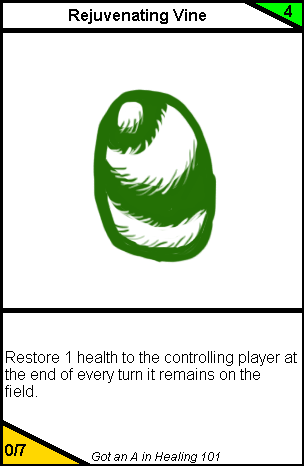 Rejuvenating Vine
4
Restore 1 health to the controlling player at
the end of every turn it remains on the
field.
0/7
Got an A in Healing 101